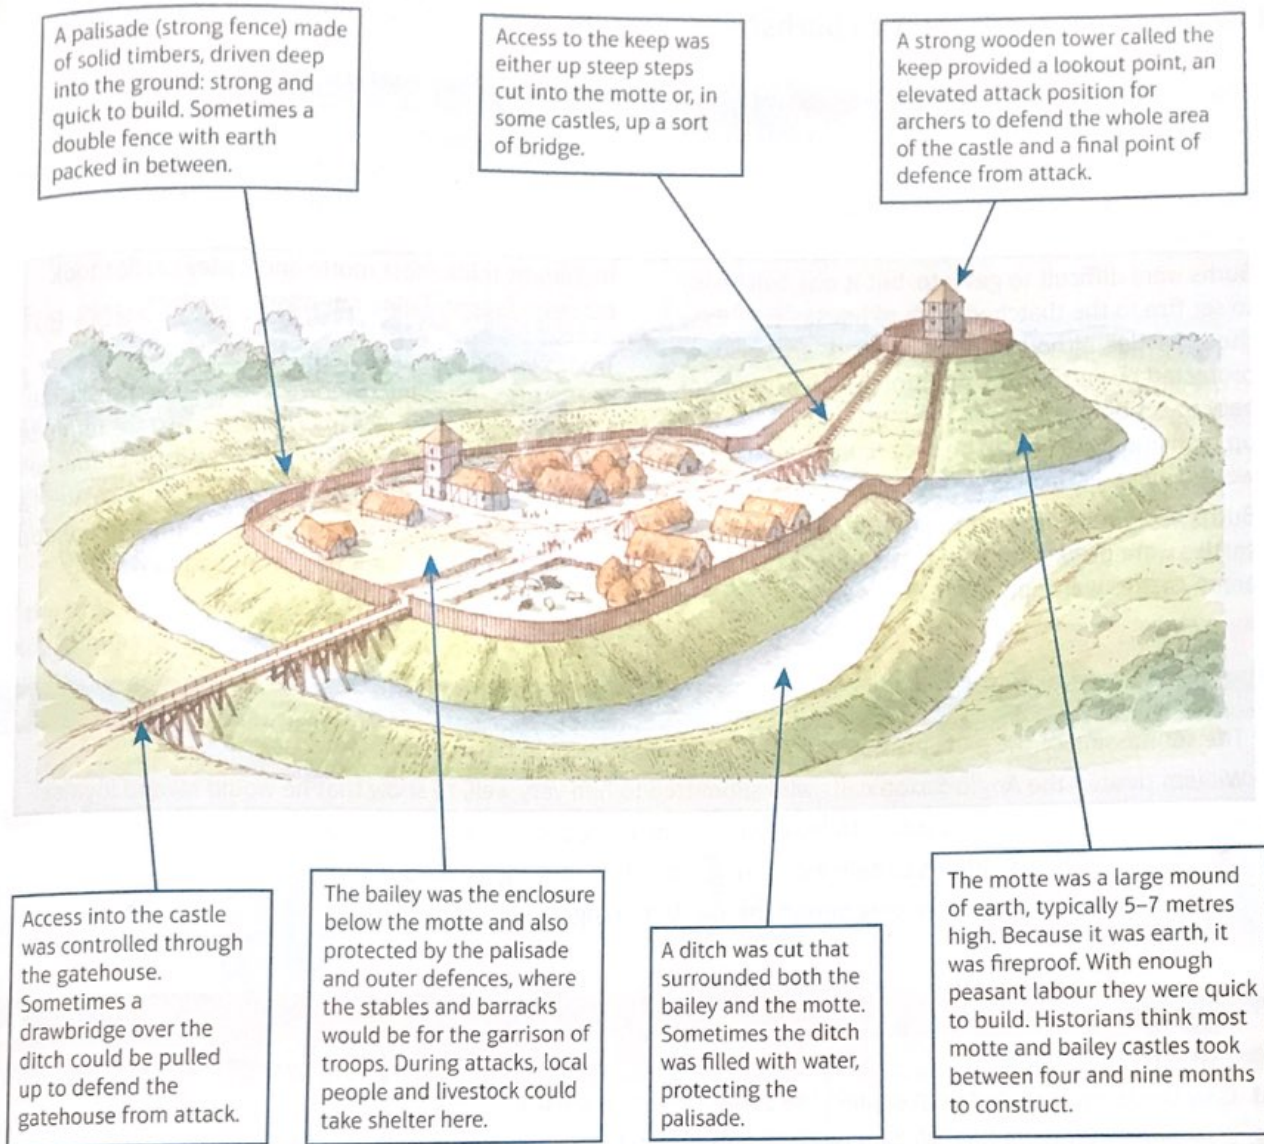 A palisade (strong fence) made
of solid timbers, driven deep
into the ground: strong and
quick to build. Sometimes a
double fence with earth
packed in between.
Access to the keep was
either up steep steps
cut into the motte or, in
some castles, up a sort
of bridge.
A strong wooden tower called the
keep provided a lookout point, an
elevated attack position for
archers to defend the whole area
of the castle and a final point of
defence from attack.
Access into the castle
was controlled through
the gatehouse.
Sometimes a
drawbridge over the
ditch could be pulled
up to defend the
gatehouse from attack.
The bailey was the enclosure
below the motte and also
protected by the palisade
and outer defences, where
the stables and barracks
would be for the garrison of
troops. During attacks, local
people and livestock could
take shelter here.
A ditch was cut that
surrounded both the
bailey and the motte.
Sometimes the ditch
was filled with water,
protecting the
palisade.
The motte was a large mound
of earth, typically 5–7 metres
high. Because it was earth, it
was fireproof. With enough
peasant labour they were quick
to build. Historians think most
motte and bailey castles took
between four and nine months
to construct.